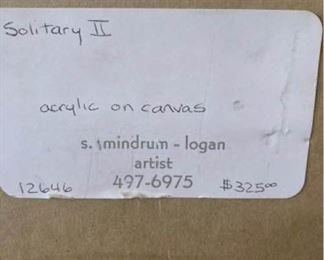 Solitary II
acrylic on canvas
s. mindrum - logan
artist
497-6975
12646 $325.00